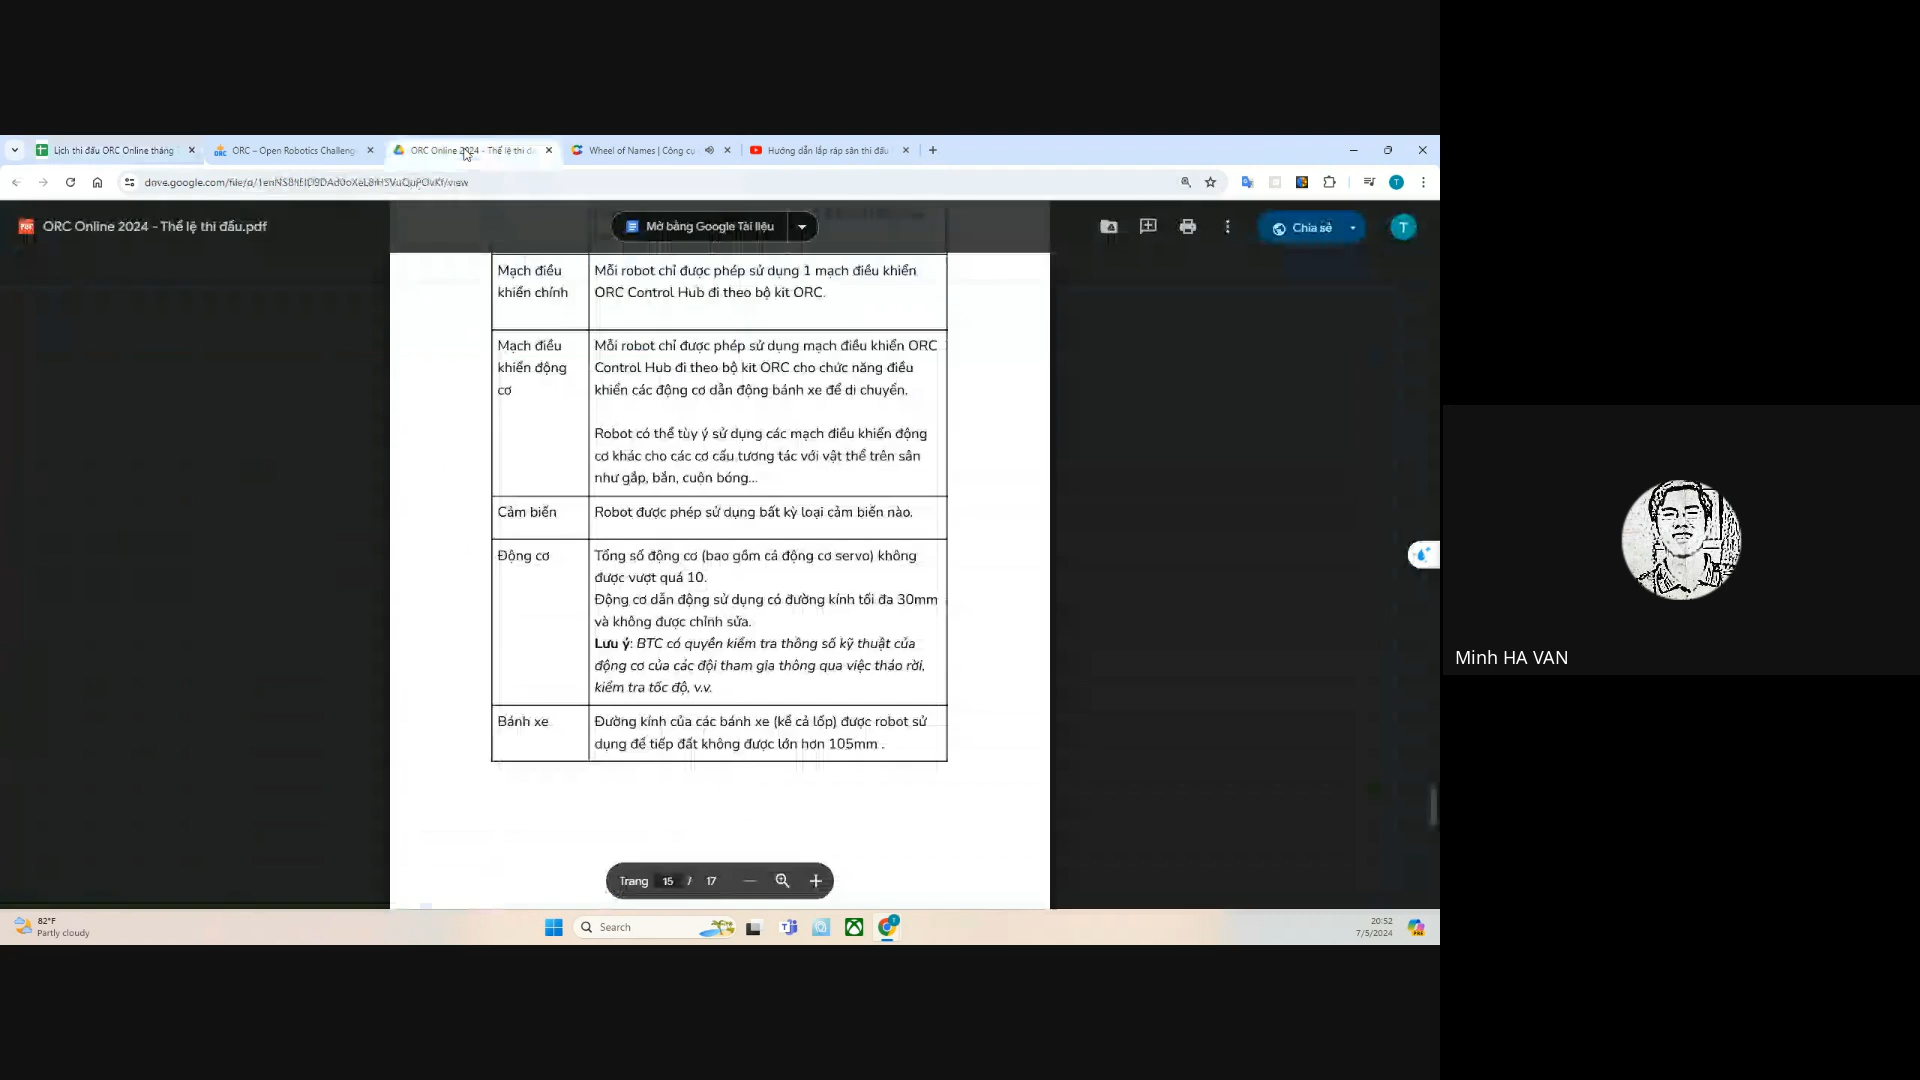 Lịch thi đấu ORC Online tháng
ORC – Open Robotics Challeng
ORC Online 2024 - Thể lệ thi đ
Wheel of Names | Công cụ
Hướng dẫn lắp ráp sân thi đấu
ORC Online 2024 - Thể lệ thi đấu.pdf
Mở bằng Google Tài liệu
Chia sẻ
T
Mạch điều
khiển chính
Mỗi robot chỉ được phép sử dụng 1 mạch điều khiển
ORC Control Hub đi theo bộ kit ORC.
Mạch điều
khiển động
cơ
Mỗi robot chỉ được phép sử dụng mạch điều khiển ORC
Control Hub đi theo bộ kit ORC cho chức năng điều
khiển các động cơ dẫn động bánh xe để di chuyển.
Robot có thể tùy ý sử dụng các mạch điều khiển động
cơ khác cho các cơ cấu tương tác với vật thể trên sân
như gắp, bắn, cuộn bóng...
Cảm biến
Robot được phép sử dụng bất kỳ loại cảm biến nào.
Động cơ
Tổng số động cơ (bao gồm cả động cơ servo) không
được vượt quá 10.
Động cơ dẫn động sử dụng có đường kính tối đa 30mm
và không được chỉnh sửa.
Lưu ý: BTC có quyền kiểm tra thông số kỹ thuật của
động cơ của các đội tham gia thông qua việc tháo rời,
kiểm tra tốc độ, v.v.
Bánh xe
Đường kính của các bánh xe (kể cả lốp) được robot sử
dụng để tiếp đất không được lớn hơn 105mm .
Trang 15 / 17
82°F
Partly cloudy
Search
20:52
7/5/2024
Minh HA VAN